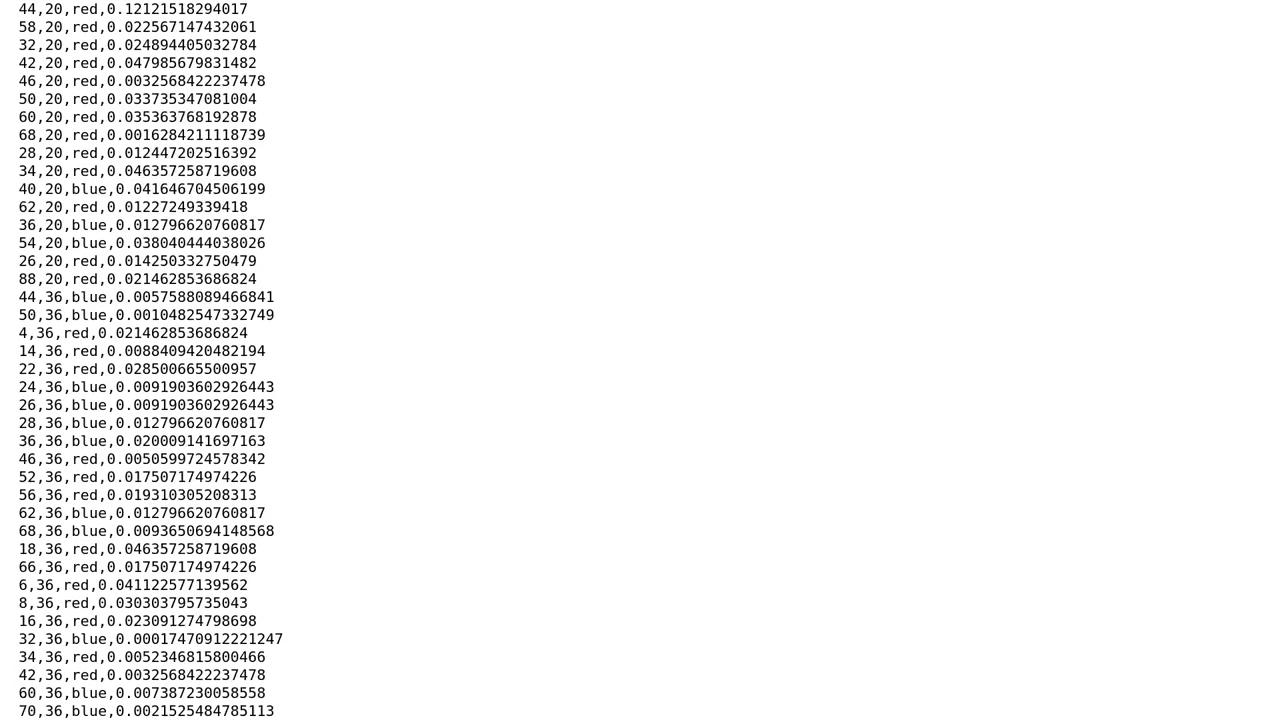 44,20,red,0.12121518294017
58,20,red,0.022567147432061
32,20,red,0.024894405032784
42,20,red,0.047985679831482
46,20,red,0.0032568422237478
50,20,red,0.033735347081004
60,20,red,0.035363768192878
68,20,red,0.0016284211118739
28,20,red,0.012447202516392
34,20,red,0.046357258719608
40,20,blue,0.041646704506199
62,20,red,0.01227249339418
36,20,blue,0.012796620760817
54,20,blue,0.038040444038026
26,20,red,0.014250332750479
88,20,red,0.021462853686824
44,36,blue,0.0057588089466841
50,36,blue,0.0010482547332749
4,36,red,0.021462853686824
14,36,red,0.0088409420482194
22,36,red,0.028500665500957
24,36,blue,0.0091903602926443
26,36,blue,0.0091903602926443
28,36,blue,0.012796620760817
36,36,blue,0.020009141697163
46,36,red,0.0050599724578342
52,36,red,0.017507174974226
56,36,red,0.019310305208313
62,36,blue,0.012796620760817
68,36,blue,0.0093650694148568
18,36,red,0.046357258719608
66,36,red,0.017507174974226
6,36,red,0.041122577139562
8,36,red,0.030303795735043
16,36,red,0.023091274798698
32,36,blue,0.00017470912221247
34,36,red,0.0052346815800466
42,36,red,0.0032568422237478
60,36,blue,0.007387230058558
70,36,blue,0.0021525484785113